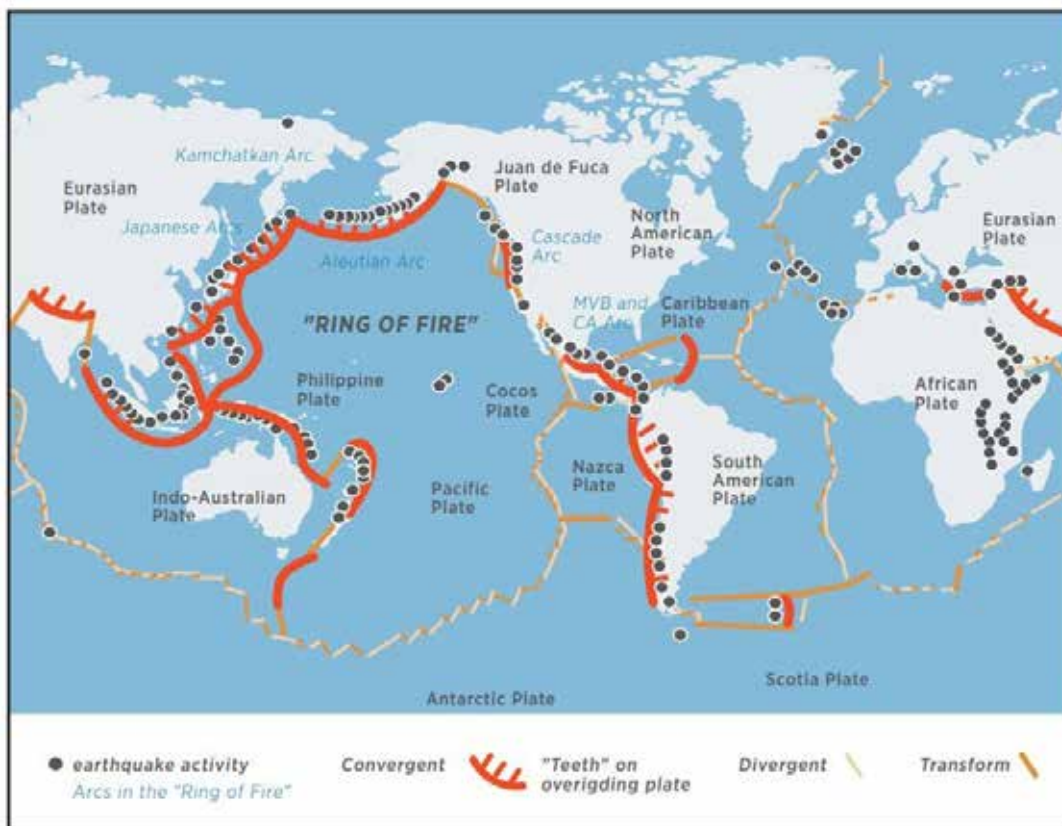 Kamchatkan Arc
Eurasian
Plate
Juan de Fuca
Plate
North
American
Plate
Eurasian
Plate
Japanese Arcs
Aleutian Arc
Cascade
Arc
MVB and
CA Arc
Caribbean
Plate
"RING OF FIRE"
Philippine
Plate
Cocos
Plate
African
Plate
Indo-Australian
Plate
Pacific
Plate
Nazca
Plate
South
American
Plate
Antarctic Plate
Scotia Plate
earthquake activity
Arcs in the "Ring of Fire"
Convergent
"Teeth" on
overigding plate
Divergent
Transform